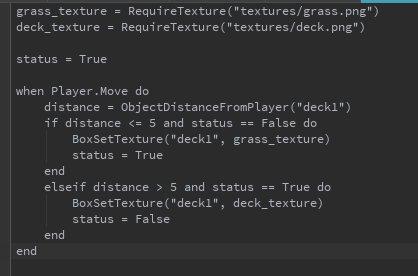 grass_texture = RequireTexture("textures/grass.png")
deck_texture = RequireTexture("textures/deck.png")

status = True

when Player.Move do
    distance = ObjectDistanceFromPlayer("deck1")
    if distance <= 5 and status == False do
        BoxSetTexture("deck1", grass_texture)
        status = True
    end
    elseif distance > 5 and status == True do
        BoxSetTexture("deck1", deck_texture)
        status = False
    end
end